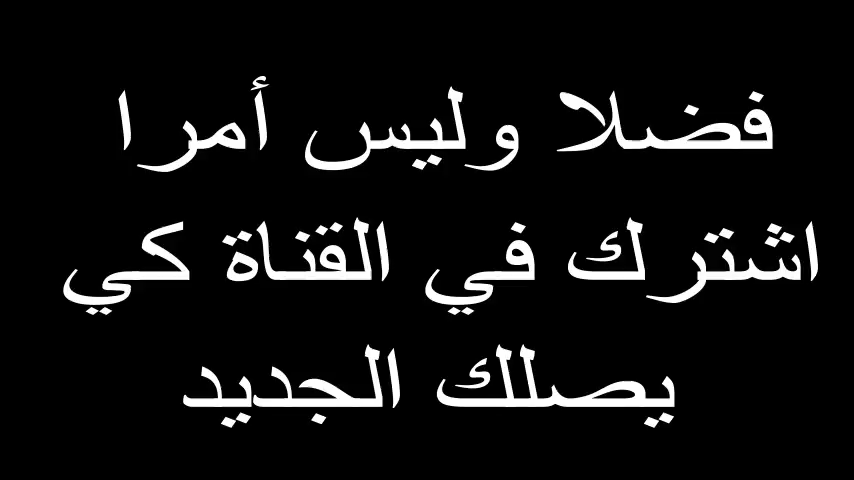 فضلا وليس أمرا
اشترك في القناة كي
يصلك الجديد